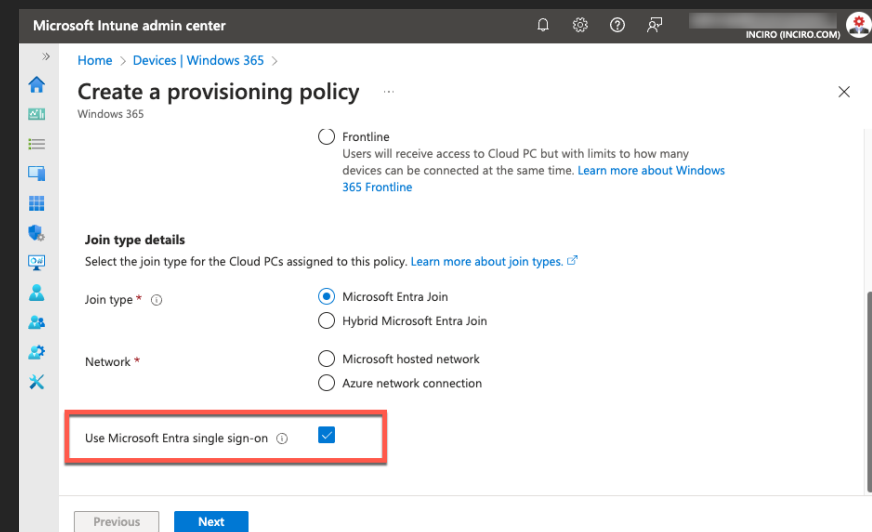 Microsoft Intune admin center
INCIRO (INCIRO.COM)
Home > Devices | Windows 365 >
Create a provisioning policy ...
Windows 365
Frontline
Users will receive access to Cloud PC but with limits to how many
devices can be connected at the same time. Learn more about Windows
365 Frontline
Join type details
Select the join type for the Cloud PCs assigned to this policy. Learn more about join types.
Join type *
Microsoft Entra Join
Hybrid Microsoft Entra Join
Network *
Microsoft hosted network
Azure network connection
Use Microsoft Entra single sign-on
Previous
Next